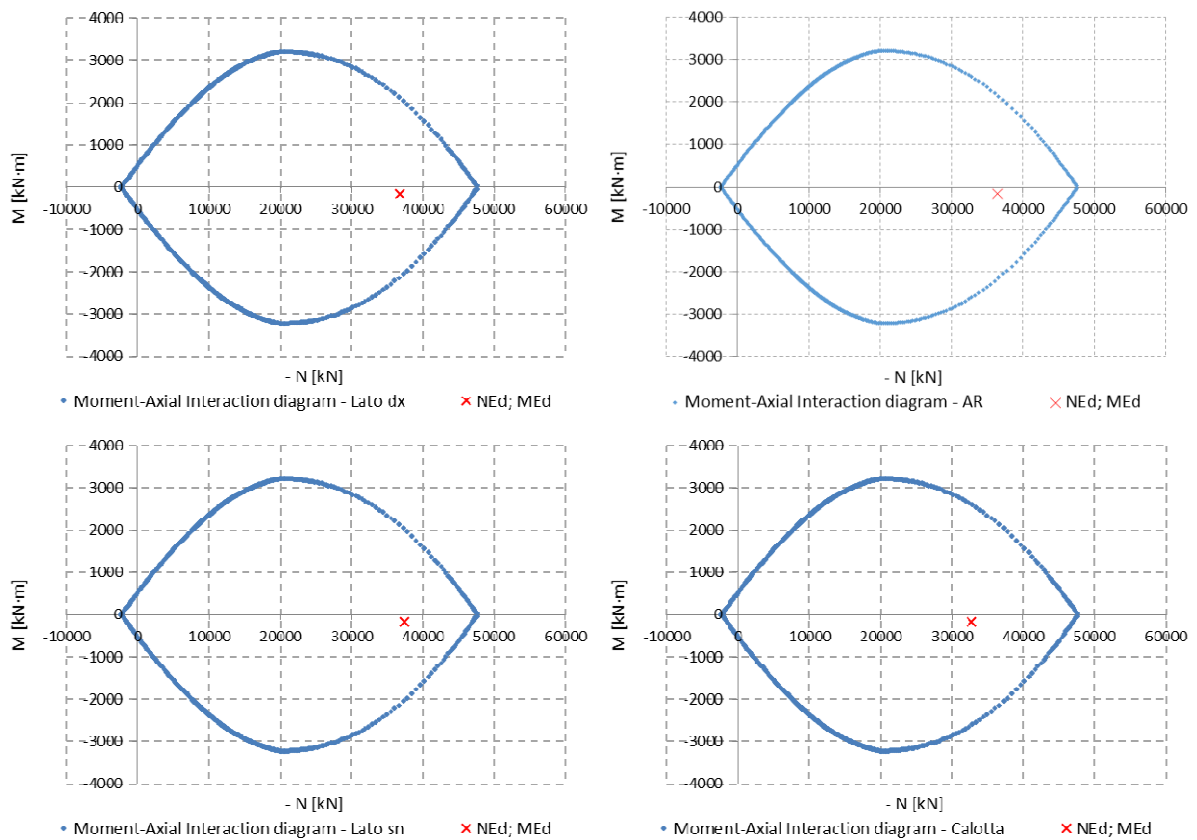 4000
3000
2000
1000
0
-10000 0 10000 20000 30000 40000 50000 60000
-1000
-2000
-3000
-4000
M [kN·m]
- N [kN]
Moment-Axial Interaction diagram - Lato dx NEd; MEd
4000
3000
2000
1000
0
-10000 0 10000 20000 30000 40000 50000 60000
-1000
-2000
-3000
-4000
M [kN·m]
- N [kN]
Moment-Axial Interaction diagram - AR NEd; MEd
4000
3000
2000
1000
0
-10000 0 10000 20000 30000 40000 50000 60000
-1000
-2000
-3000
-4000
M [kN·m]
- N [kN]
Moment-Axial Interaction diagram - Lato sn NEd; MEd
4000
3000
2000
1000
0
-10000 0 10000 20000 30000 40000 50000 60000
-1000
-2000
-3000
-4000
M [kN·m]
- N [kN]
Moment-Axial Interaction diagram - Calotta NEd; MEd